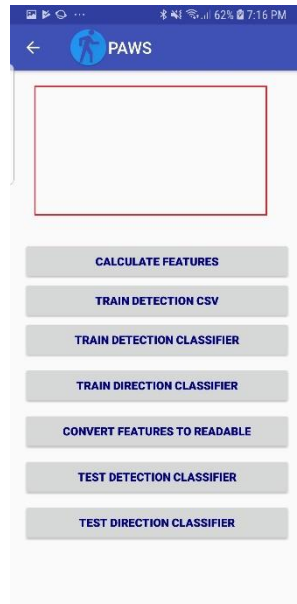 62% 7:16 PM
PAWS
CALCULATE FEATURES
TRAIN DETECTION CSV
TRAIN DETECTION CLASSIFIER
TRAIN DIRECTION CLASSIFIER
CONVERT FEATURES TO READABLE
TEST DETECTION CLASSIFIER
TEST DIRECTION CLASSIFIER